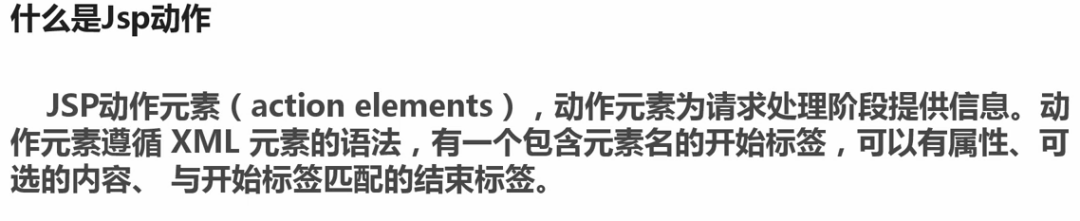 什么是Jsp动作
JSP动作元素（action elements），动作元素为请求处理阶段提供信息。动
作元素遵循 XML 元素的语法，有一个包含元素名的开始标签，可以有属性、可
选的内容、 与开始标签匹配的结束标签。